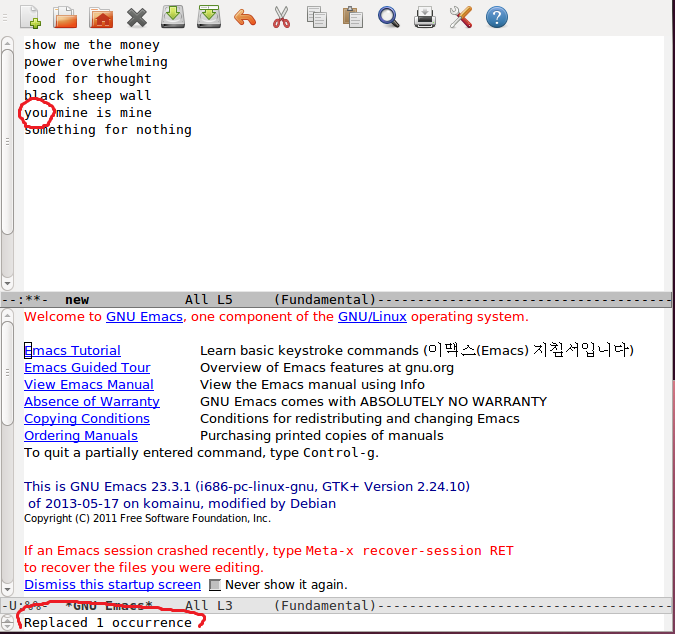 show me the money
power overwhelming
food for thought
black sheep wall
you mine is mine
something for nothing
--:**-  new            All L5     (Fundamental)------------------------------------
Welcome to GNU Emacs, one component of the GNU/Linux operating system.
Emacs Tutorial Learn basic keystroke commands (이맥스(Emacs) 지침서입니다)
Emacs Guided Tour Overview of Emacs features at gnu.org
View Emacs Manual View the Emacs manual using Info
Absence of Warranty GNU Emacs comes with ABSOLUTELY NO WARRANTY
Copying Conditions Conditions for redistributing and changing Emacs
Ordering Manuals Purchasing printed copies of manuals
To quit a partially entered command, type Control-g.
This is GNU Emacs 23.3.1 (i686-pc-linux-gnu, GTK+ Version 2.24.10)
of 2013-05-17 on komainu, modified by Debian
Copyright (C) 2011 Free Software Foundation, Inc.
If an Emacs session crashed recently, type Meta-x recover-session RET
to recover the files you were editing.
Dismiss this startup screen Never show it again.
-U:%%-  *GNU Emacs*    All L3     (Fundamental)------------------------------------
Replaced 1 occurrence